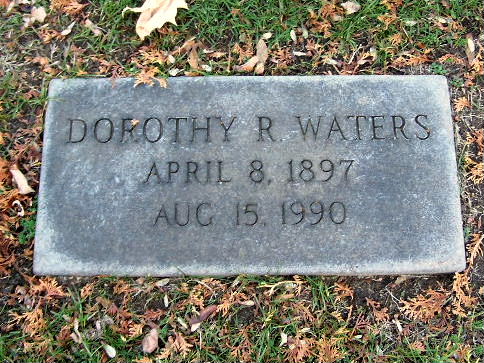 DOROTHY R. WATERS
APRIL 8, 1897
AUG 15, 1990